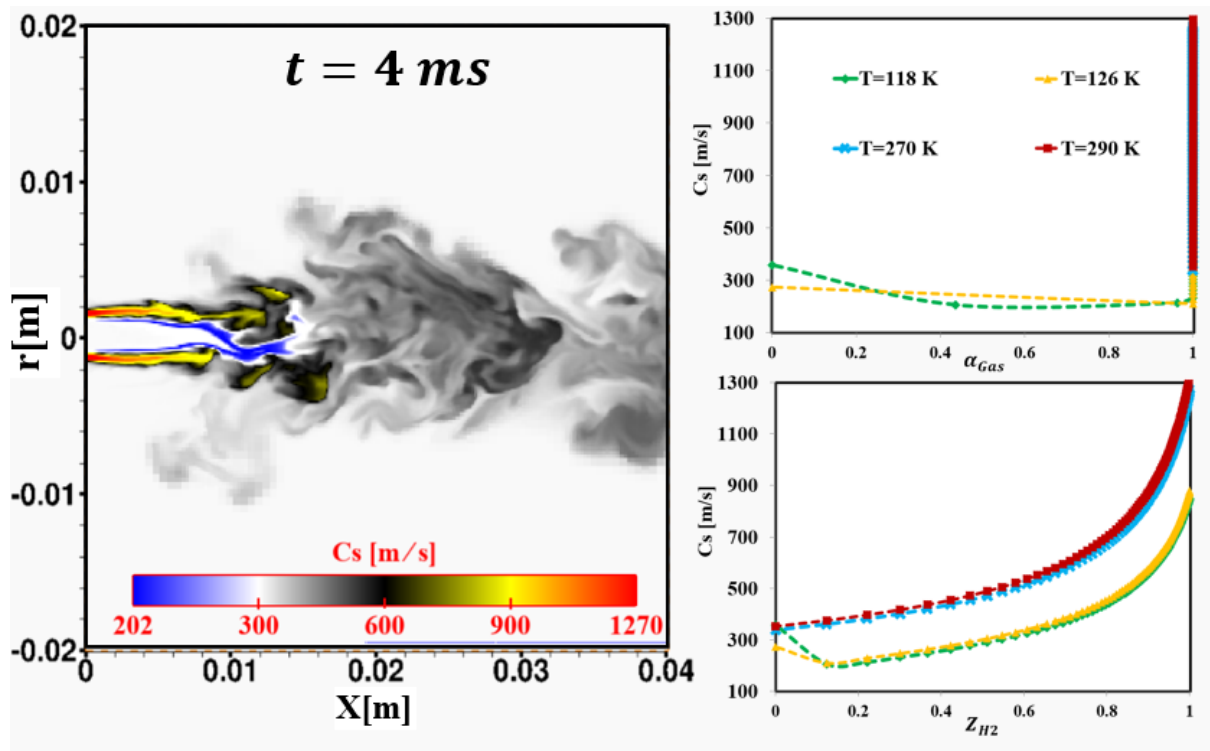 t = 4 ms
0.02
0.01
0
-0.01
-0.02
r[m]
Cs [m/s]
202 300 600 900 1270
0 0.01 0.02 0.03 0.04
X[m]
1300
1100
900
700
500
300
100
Cs [m/s]
T=118 K T=126 K
T=270 K T=290 K
0 0.2 0.4 0.6 0.8 1
α_Gas
1300
1100
900
700
500
300
100
Cs [m/s]
0 0.2 0.4 0.6 0.8 1
Z_H2